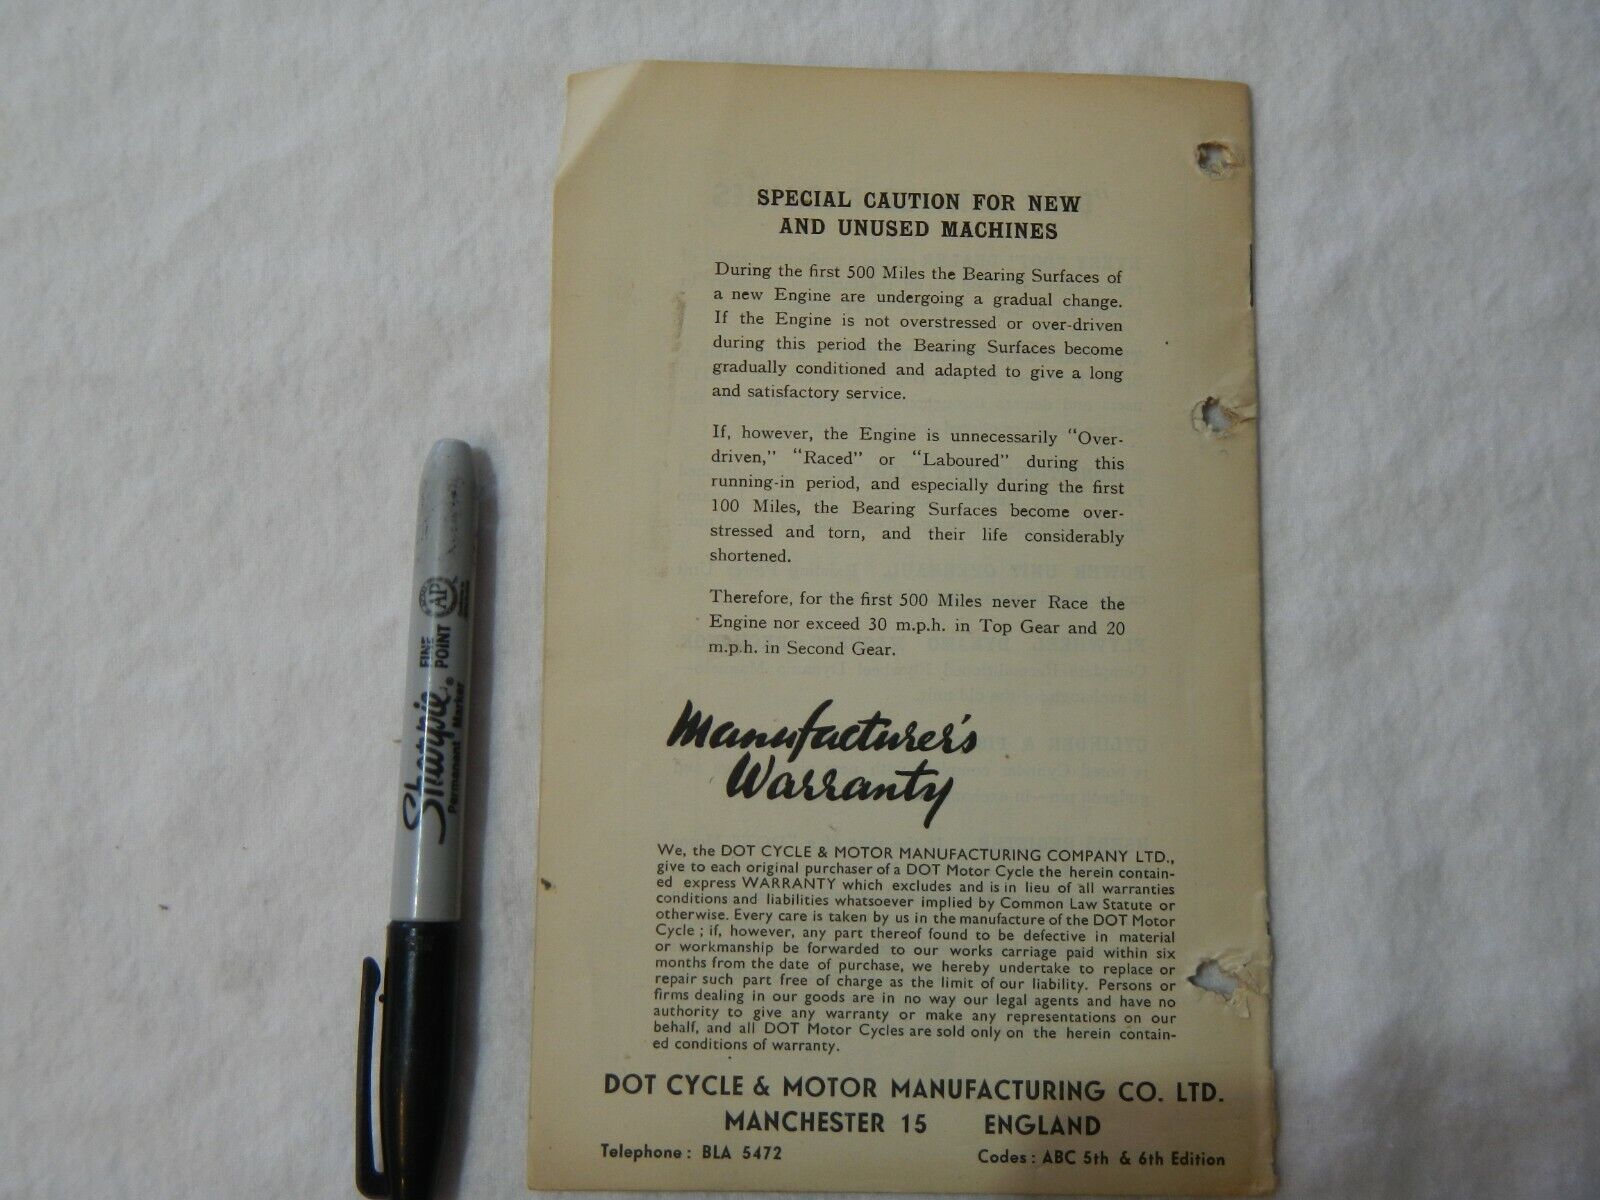 SPECIAL CAUTION FOR NEW
AND UNUSED MACHINES
During the first 500 Miles the Bearing Surfaces of
a new Engine are undergoing a gradual change.
If the Engine is not overstressed or over-driven
during this period the Bearing Surfaces become
gradually conditioned and adapted to give a long
and satisfactory service.
If, however, the Engine is unnecessarily "Over-
driven," "Raced" or "Laboured" during this
running-in period, and especially during the first
100 Miles, the Bearing Surfaces become over-
stressed and torn, and their life considerably
shortened.
Therefore, for the first 500 Miles never Race the
Engine nor exceed 30 m.p.h. in Top Gear and 20
m.p.h. in Second Gear.
Manufacturer's
Warranty
We, the DOT CYCLE & MOTOR MANUFACTURING COMPANY LTD.,
give to each original purchaser of a DOT Motor Cycle the herein contain-
ed express WARRANTY which excludes and is in lieu of all warranties
conditions and liabilities whatsoever implied by Common Law Statute or
otherwise. Every care is taken by us in the manufacture of the DOT Motor
Cycle ; if, however, any part thereof found to be defective in material
or workmanship be forwarded to our works carriage paid within six
months from the date of purchase, we hereby undertake to replace or
repair such part free of charge as the limit of our liability. Persons or
firms dealing in our goods are in no way our legal agents and have no
authority to give any warranty or make any representations on our
behalf, and all DOT Motor Cycles are sold only on the herein contain-
ed conditions of warranty.
DOT CYCLE & MOTOR MANUFACTURING CO. LTD.
MANCHESTER 15 ENGLAND
Telephone : BLA 5472 Codes : ABC 5th & 6th Edition
Sharpie®
FINE
POINT
Permanent Marker
AP